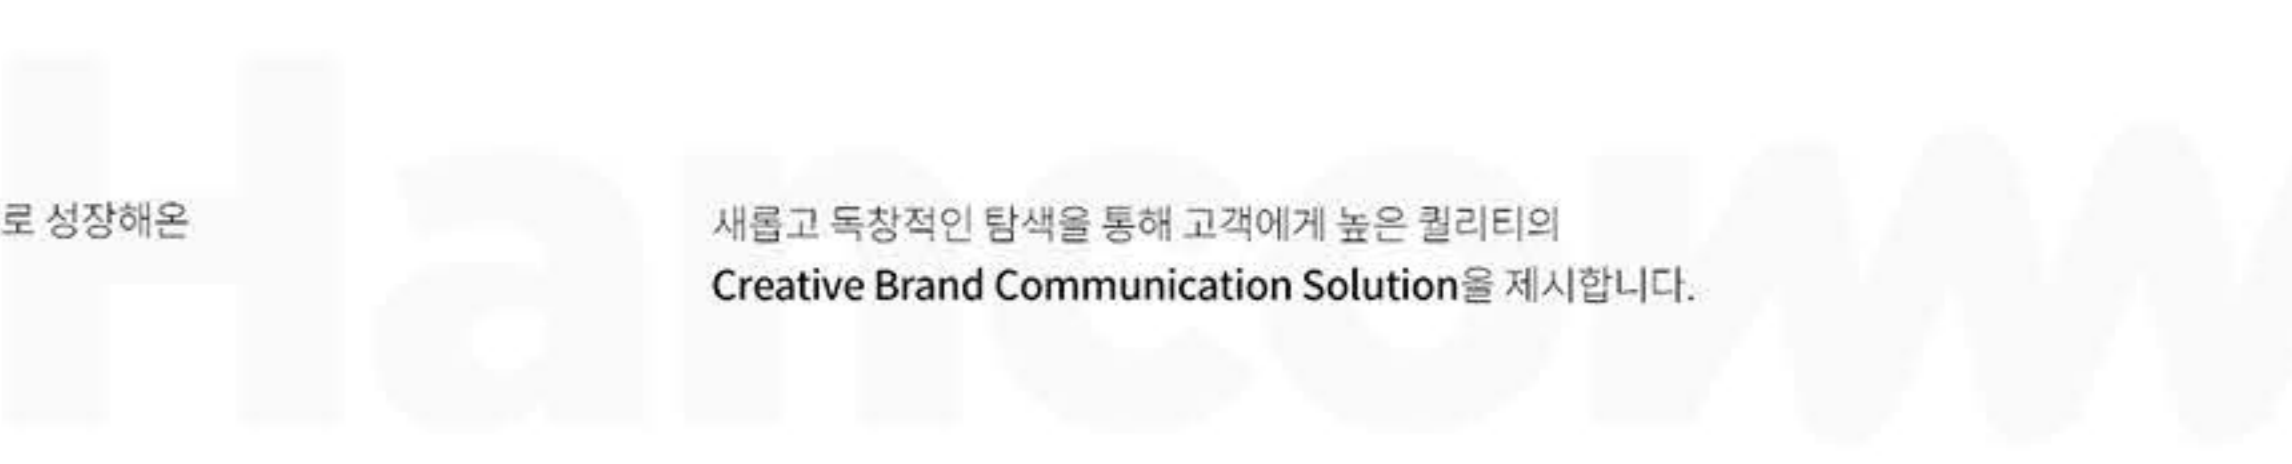 로 성장해온
새롭고 독창적인 탐색을 통해 고객에게 높은 퀄리티의
Creative Brand Communication Solution을 제시합니다.
Hancom